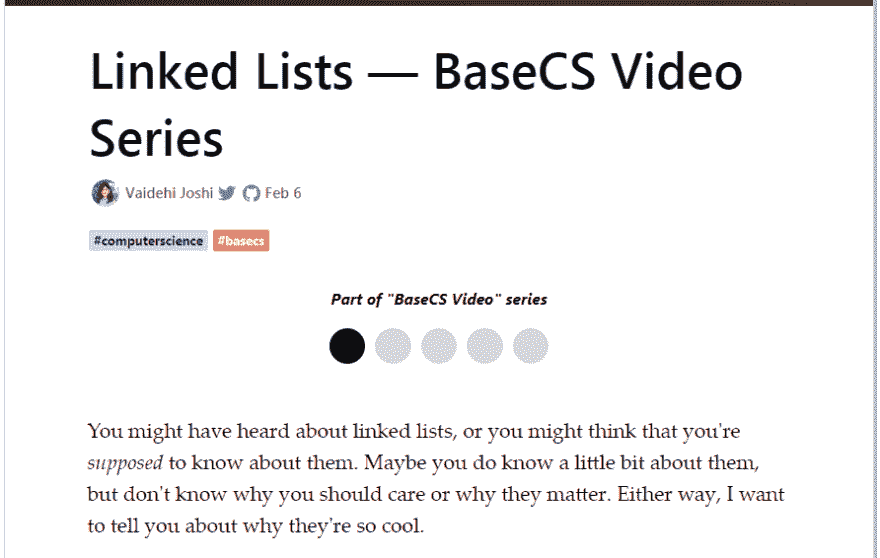 Linked Lists — BaseCS Video
Series
Vaidehi Joshi Feb 6
#computerscience #basecs
Part of "BaseCS Video" series
You might have heard about linked lists, or you might think that you're
supposed to know about them. Maybe you do know a little bit about them,
but don't know why you should care or why they matter. Either way, I want
to tell you about why they're so cool.